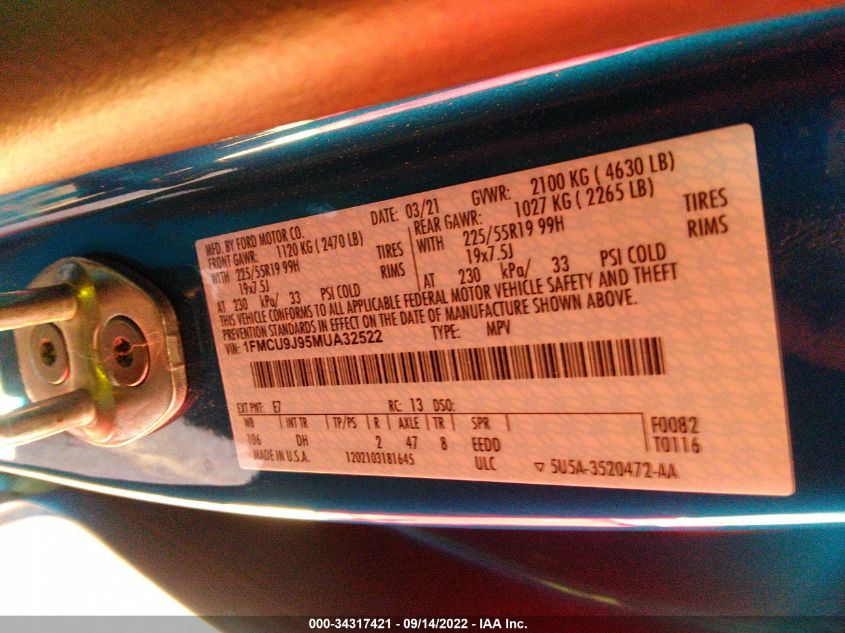 MFD. BY FORD MOTOR CO.
DATE: 03/21 GVWR: 2100 KG ( 4630 LB)
FRONT GAWR: 1120 KG ( 2470 LB) REAR GAWR: 1027 KG ( 2265 LB)
WITH 225/55R19 99H TIRES WITH 225/55R19 99H TIRES
19x7.5J RIMS 19x7.5J RIMS
AT 230 kPa/ 33 PSI COLD AT 230 kPa/ 33 PSI COLD
THIS VEHICLE CONFORMS TO ALL APPLICABLE FEDERAL MOTOR VEHICLE SAFETY AND THEFT
PREVENTION STANDARDS IN EFFECT ON THE DATE OF MANUFACTURE SHOWN ABOVE.
VIN: 1FMCU9J95MUA32522 TYPE: MPV
EXT PNT: E7 RC: 13 DSO:
WB INT TR TP/PS R AXLE TR SPR F0082
106 DH 2 47 8 EEDD T0116
MADE IN U.S.A. 1202103181645 ULC ▽ 5U5A-3520472-AA
000-34317421 - 09/14/2022 - IAA Inc.